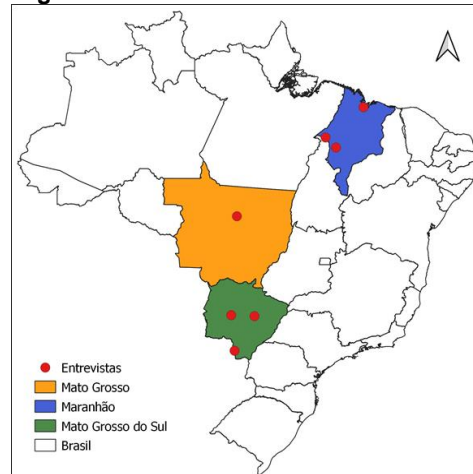 Entrevistas
Mato Grosso
Maranhão
Mato Grosso do Sul
Brasil